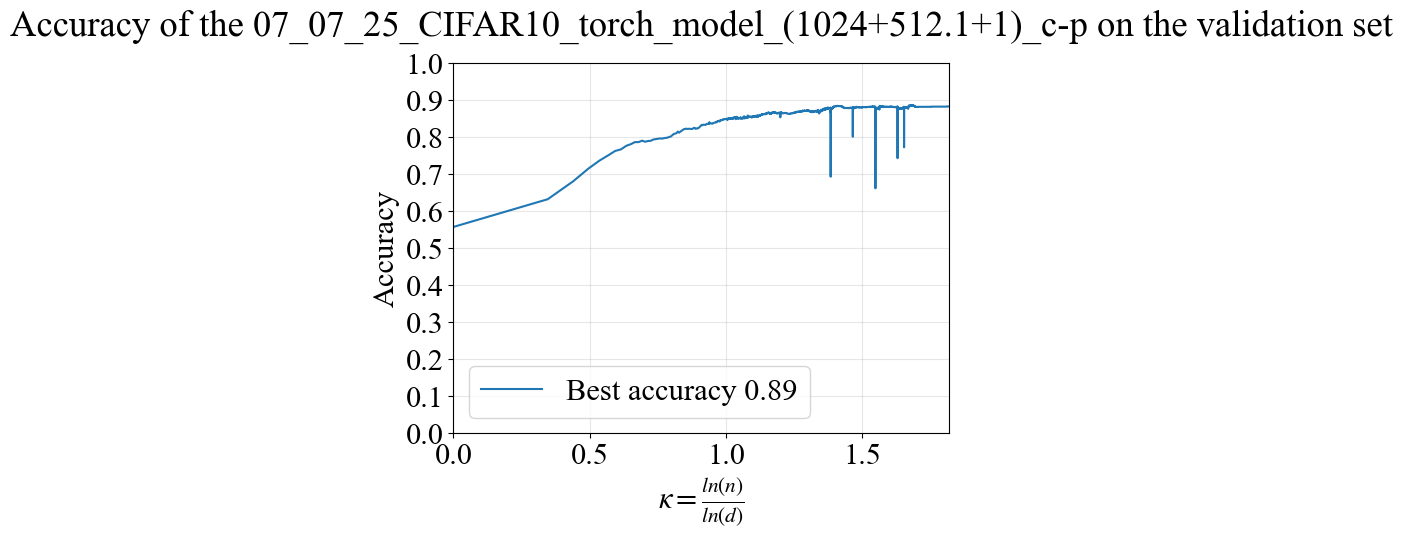 Accuracy of the 07_07_25_CIFAR10_torch_model_(1024+512.1+1)_c-p on the validation set
Accuracy
1.0
0.9
0.8
0.7
0.6
0.5
0.4
0.3
0.2
0.1
0.0
Best accuracy 0.89
0.0 0.5 1.0 1.5
κ = ln(n)/ln(d)